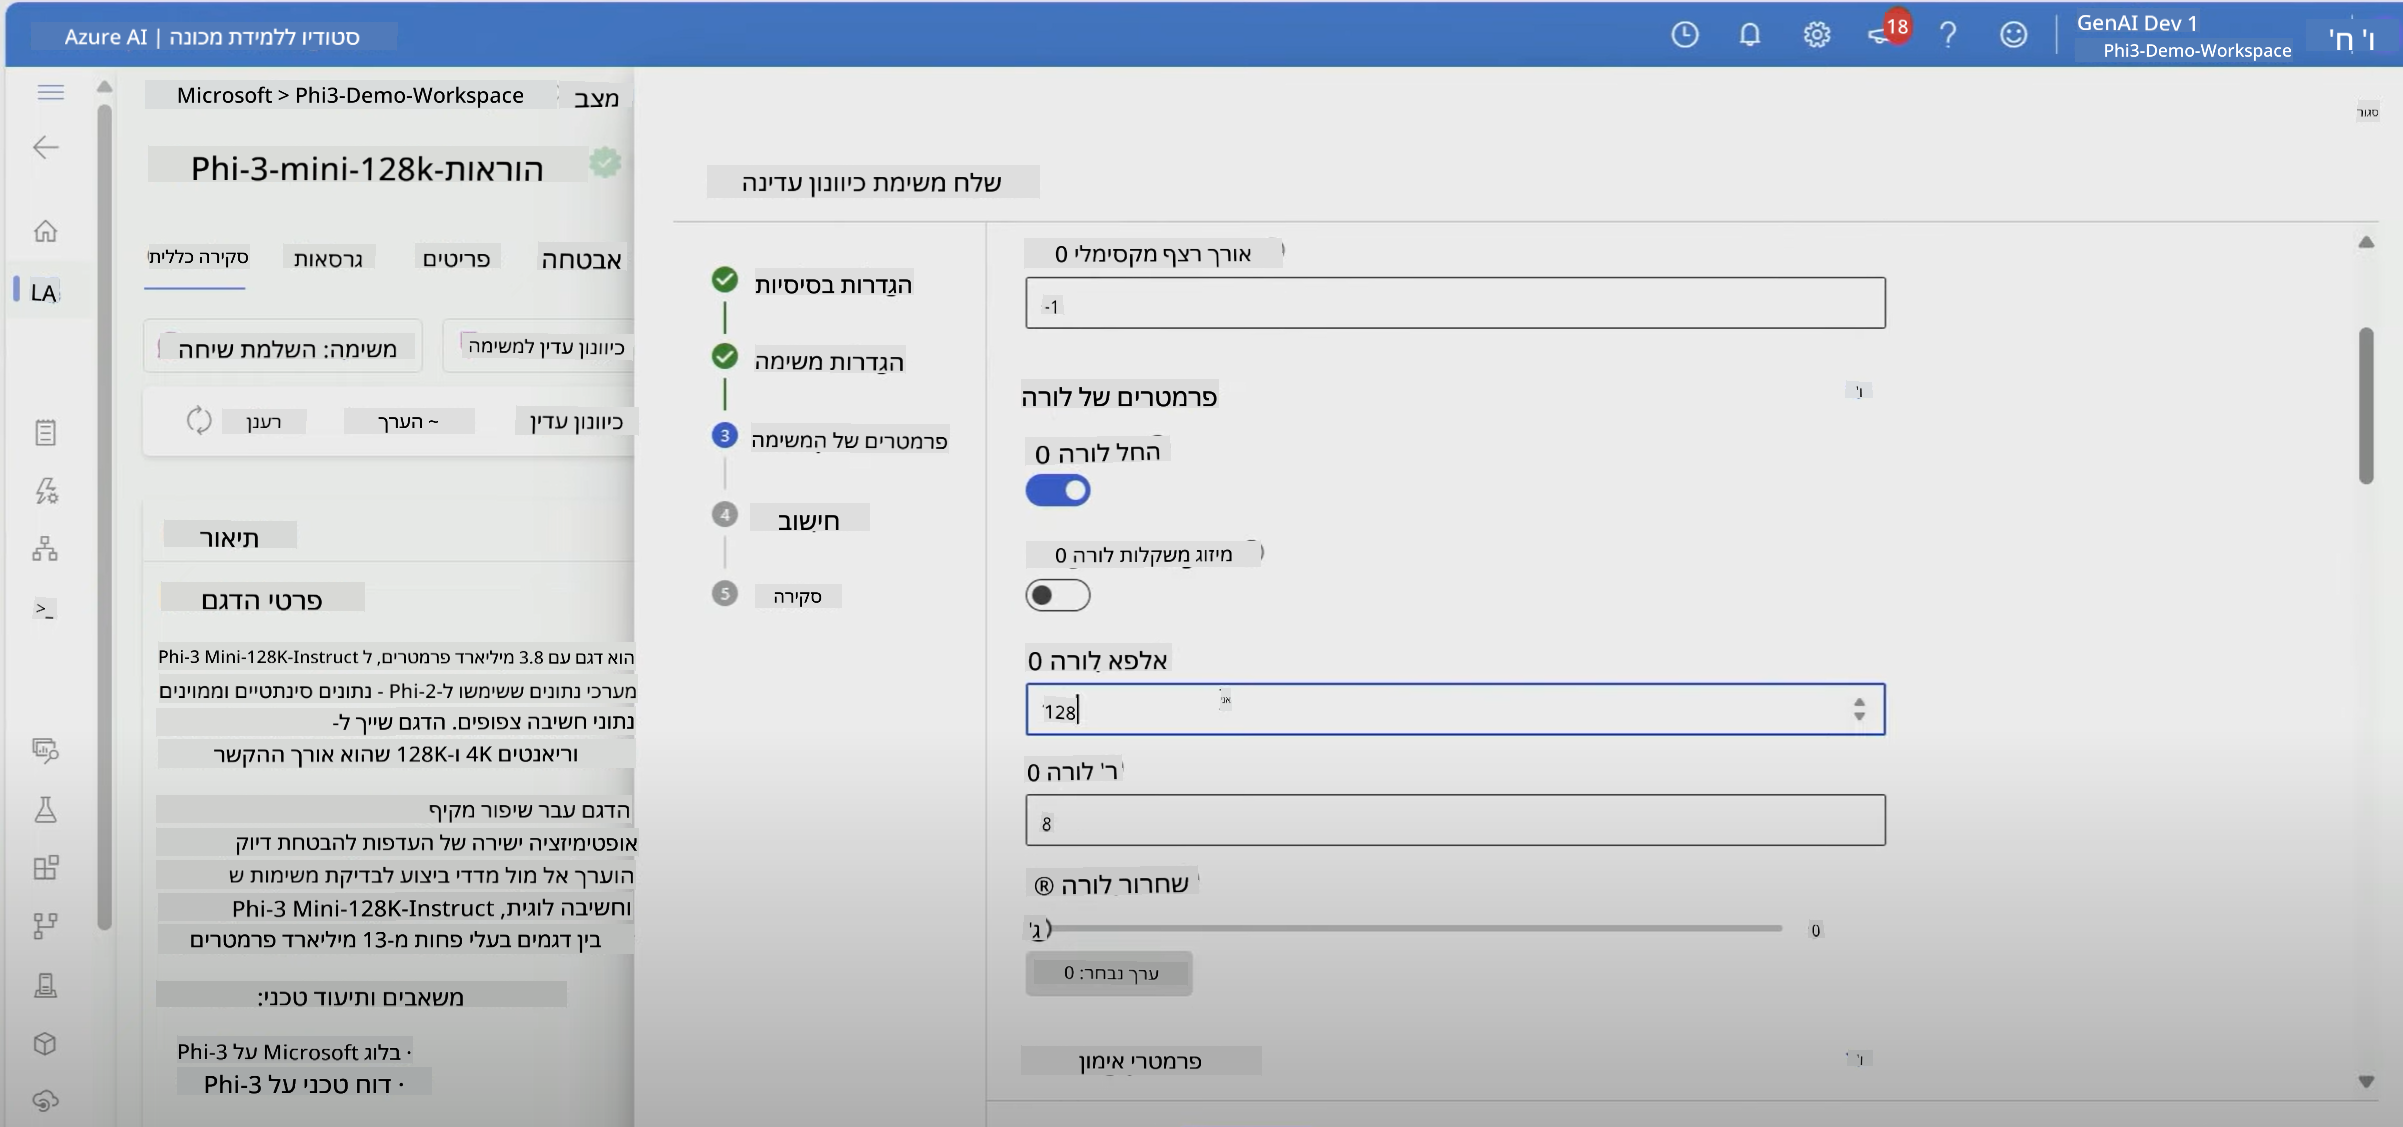 Azure AI | סטודיו ללמידת מכונה
18
GenAI Dev 1
Phi3-Demo-Workspace
ו' ח'
Microsoft > Phi3-Demo-Workspace
מצב
סגור
Phi-3-mini-128k-הוראות
סקירה כללית
גרסאות
פריטים
אבטחה
LA
משימה: השלמת שיחה
כיוונון עדין למשימה
רענן
~ הערך
כיוונון עדין
תיאור
פרטי הדגם
הוא דגם עם 3.8 מיליארד פרמטרים, ל Phi-3 Mini-128K-Instruct
מערכי נתונים ששימשו ל-Phi-2 - נתונים סינתטיים וממוינים
נתוני חשיבה צפופים. הדגם שייך ל-
וריאנטים 4K ו-128K שהוא אורך ההקשר
הדגם עבר שיפור מקיף
אופטימיזציה ישירה של העדפות להבטחת דיוק
הוערך אל מול מדדי ביצוע לבדיקת משימות ש
וחשיבה לוגית, Phi-3 Mini-128K-Instruct
בין דגמים בעלי פחות מ-13 מיליארד פרמטרים
משאבים ותיעוד טכני:
· בלוג Microsoft על Phi-3
· דוח טכני על Phi-3
>_
שלח משימת כיוונון עדינה
הגדרות בסיסיות
הגדרות משימה
3 פרמטרים של המשימה
4 חישוב
5 סקירה
אורך רצף מקסימלי 0
-1
פרמטרים של לורה
ו'
החל לורה 0
מיזוג משקלות לורה 0
אלפא לורה 0
128
אני
ר' לורה 0
8
שחרור לורה ®
ג'
0
ערך נבחר: 0
פרמטרי אימון
ו'